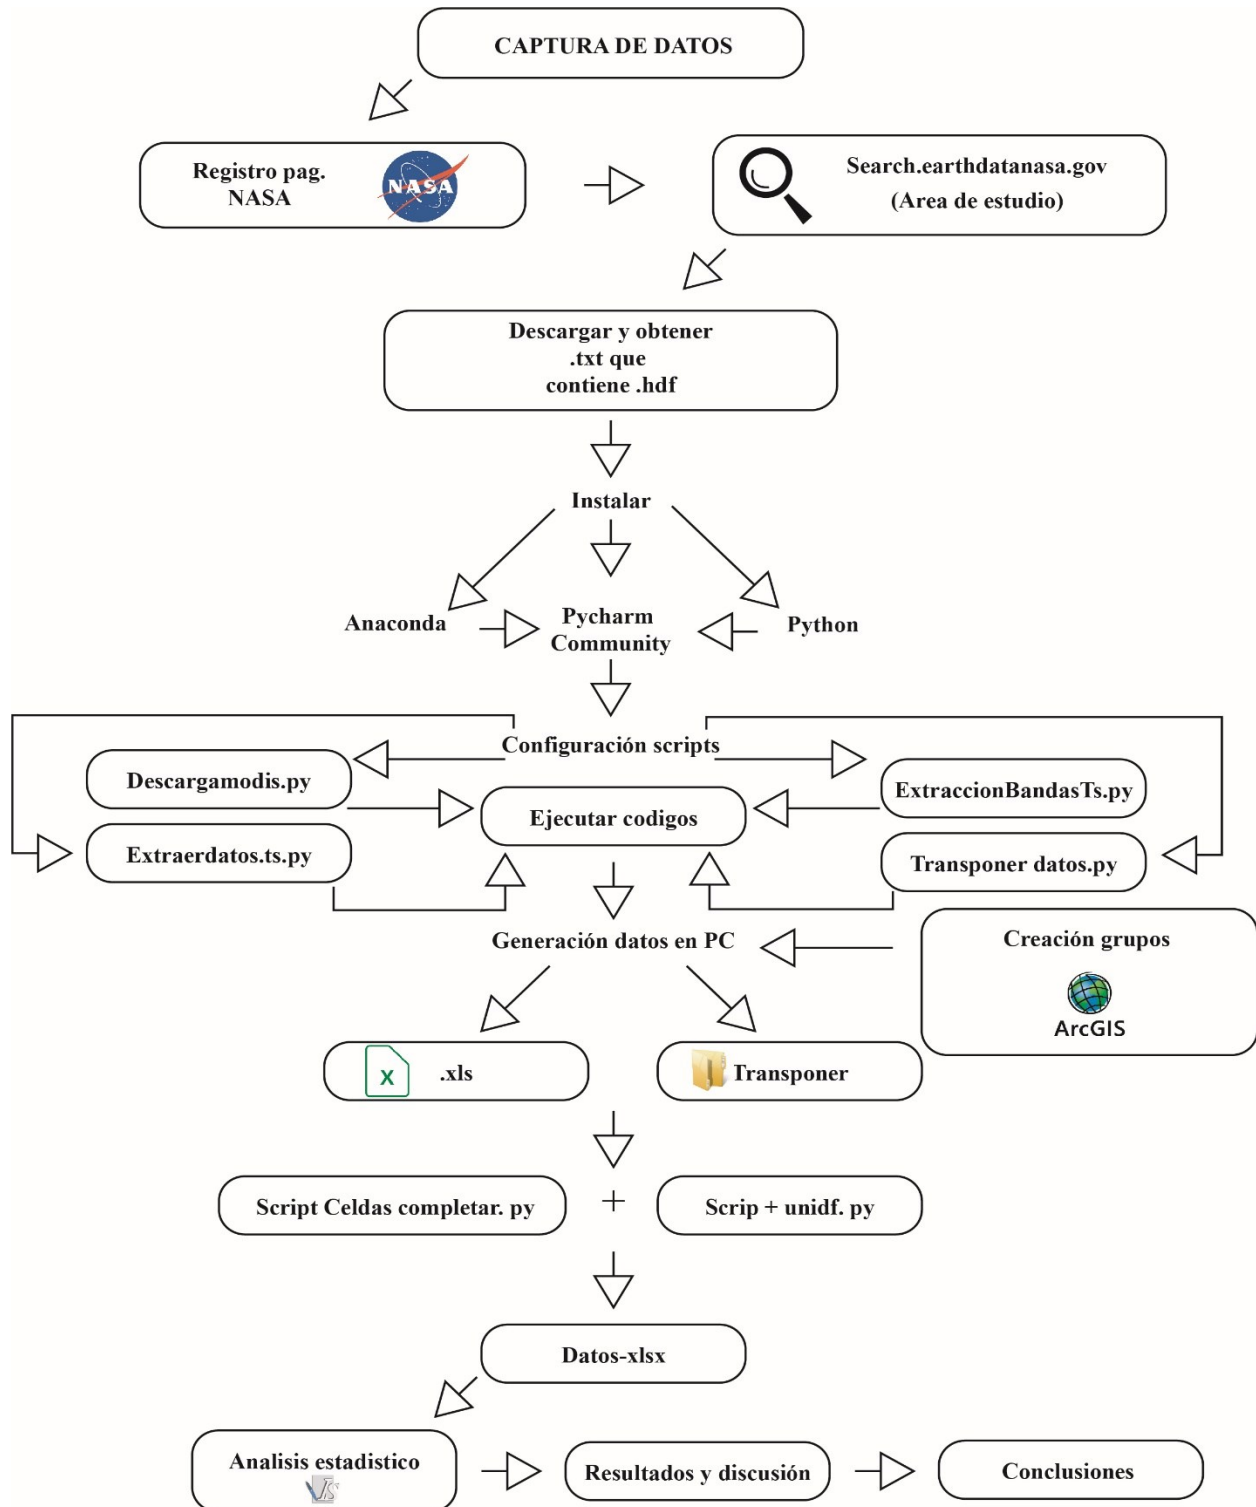 CAPTURA DE DATOS
Registro pag.
NASA
NASA
Search.earthdatanasa.gov
(Area de estudio)
Descargar y obtener
.txt que
contiene .hdf
Instalar
Anaconda
Pycharm
Community
Python
Configuración scripts
Descargamodis.py
ExtraccionBandasTs.py
Ejecutar codigos
Extraerdatos.ts.py
Transponer datos.py
Generación datos en PC
Creación grupos
ArcGIS
X
.xls
Transponer
Script Celdas completar. py
+
Scrip + unidf. py
Datos-xlsx
Analisis estadistico
Resultados y discusión
Conclusiones